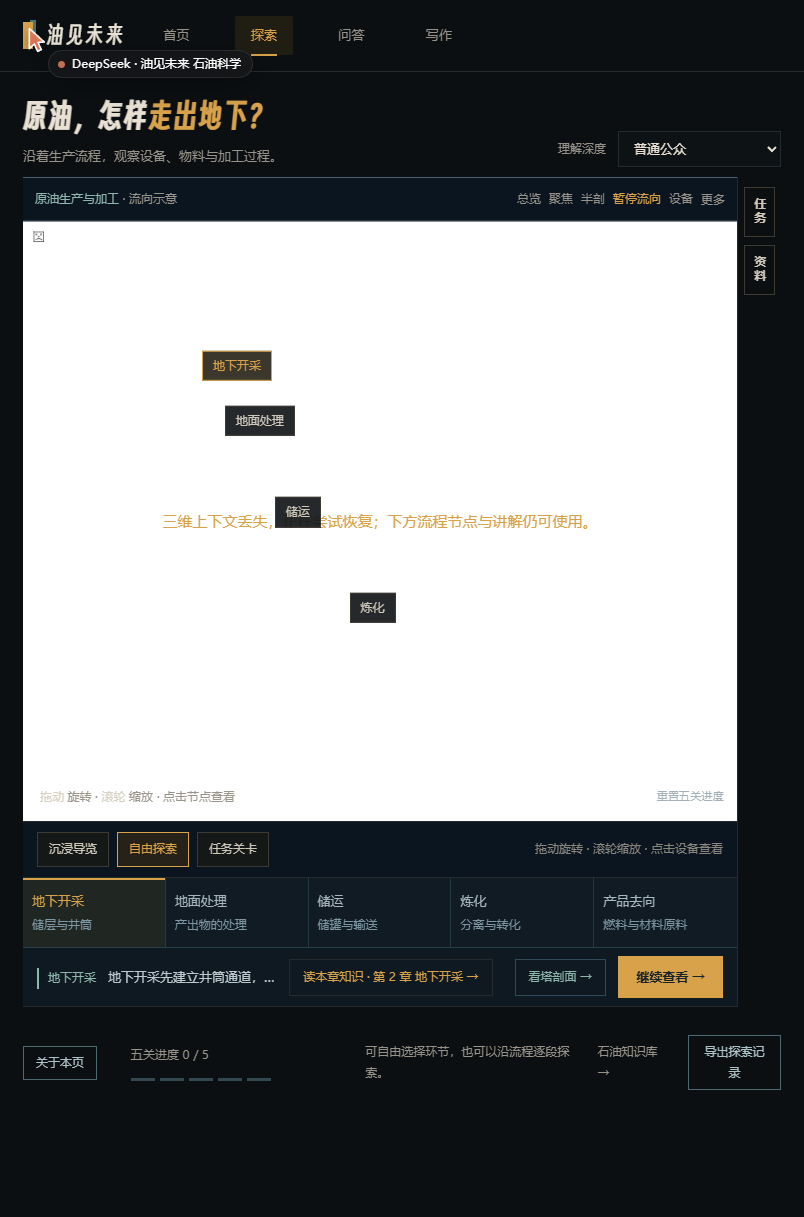 油见未来
首页
探索
问答
写作
DeepSeek · 油见未来 石油科学
原油，怎样走出地下？
沿着生产流程，观察设备、物料与加工过程。
理解深度
普通公众
原油生产与加工 · 流向示意
总览 聚焦 半剖 暂停流向 设备 更多
任务
资料
地下开采
地面处理
储运
三维上下文丢失，
尝试恢复；下方流程节点与讲解仍可使用。
炼化
拖动 旋转 · 滚轮 缩放 · 点击节点查看
重置五关进度
沉浸导览
自由探索
任务关卡
拖动旋转 · 滚轮缩放 · 点击设备查看
地下开采
储层与井筒
地面处理
产出物的处理
储运
储罐与输送
炼化
分离与转化
产品去向
燃料与材料原料
地下开采
地下开采先建立井筒通道，...
读本章知识 · 第 2 章 地下开采 →
看塔剖面 →
继续查看 →
关于本页
五关进度 0 / 5
可自由选择环节，也可以沿流程逐段探
索。
石油知识库
→
导出探索记
录